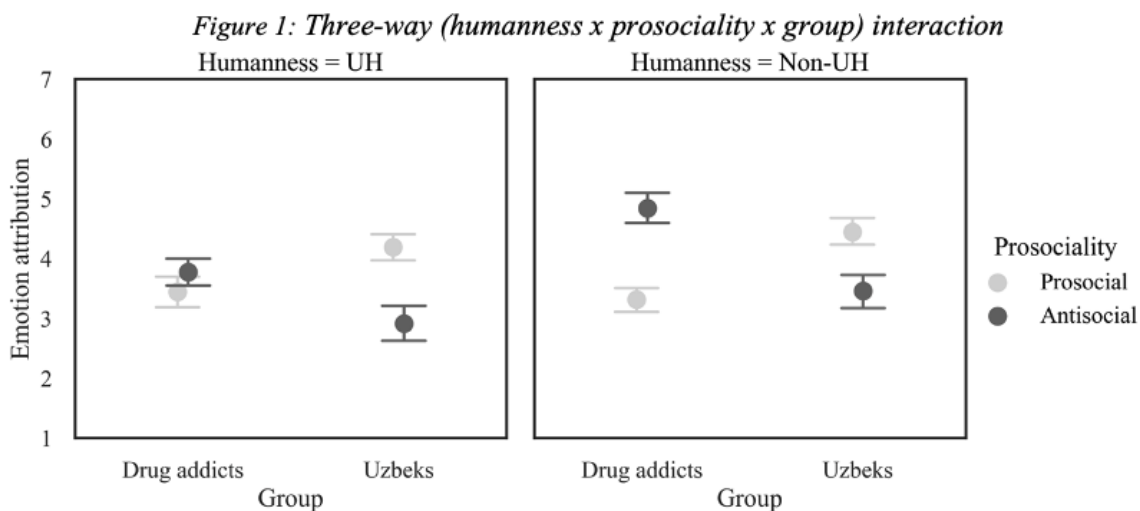 Figure 1: Three-way (humanness x prosociality x group) interaction
Humanness = UH
Humanness = Non-UH
7
6
5
4
3
2
1
Emotion attribution
Drug addicts
Uzbeks
Group
Drug addicts
Uzbeks
Group
Prosociality
Prosocial
Antisocial